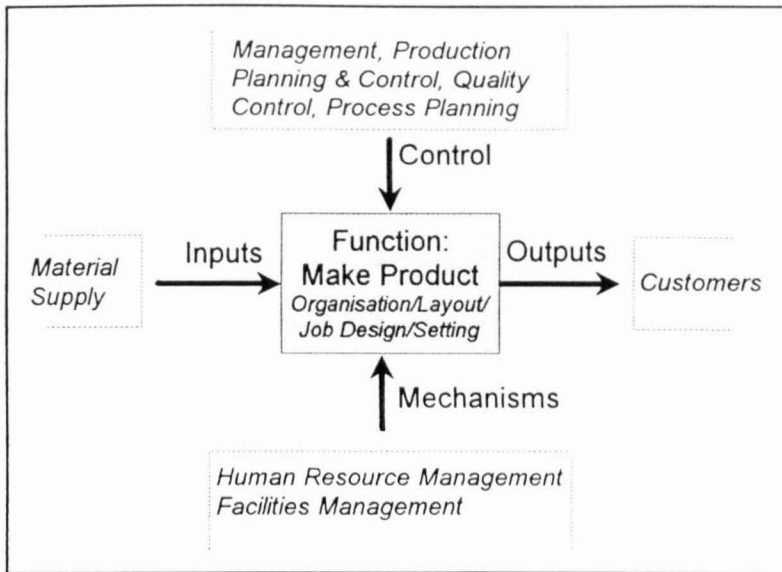 Management, Production
Planning & Control, Quality
Control, Process Planning
Control
Inputs
Function:
Make Product
Organisation/Layout/
Job Design/Setting
Outputs
Material
Supply
Customers
Mechanisms
Human Resource Management
Facilities Management